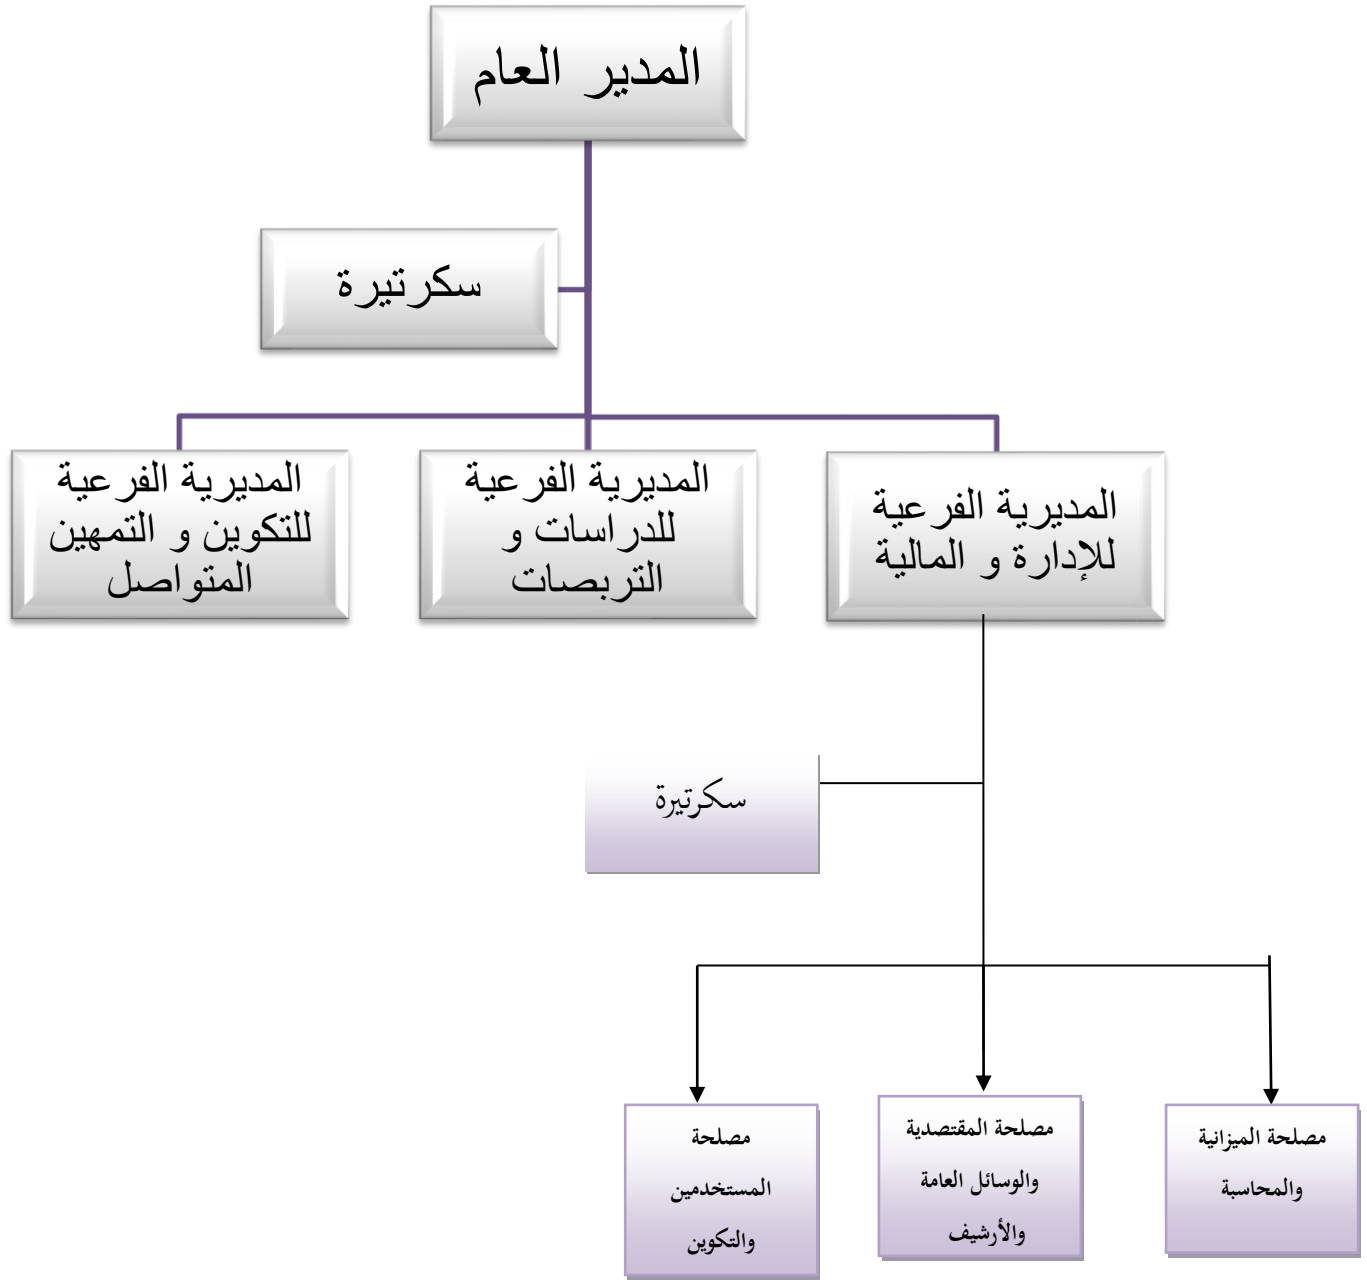 المدير العام
سكرتيرة
المديرية الفرعية
للإدارة و المالية
المديرية الفرعية
للدراسات و
التربصات
المديرية الفرعية
للتكوين و التمهين
المتواصل
سكرتيرة
مصلحة الميزانية
والمحاسبة
مصلحة المقتصدية
والوسائل العامة
والأرشيف
مصلحة
المستخدمين
والتكوين